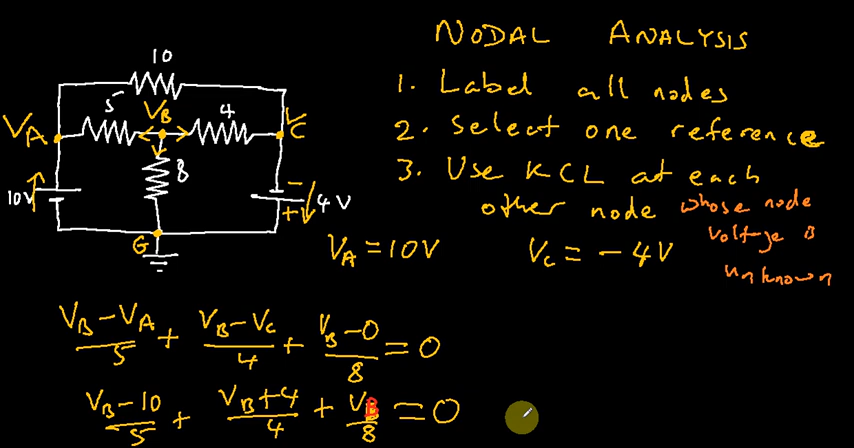 NODAL ANALYSIS
1. Label all nodes
2. Select one reference
3. Use KCL at each
other node whose node
voltage is
unknown
10
5
VB
4
VA
VC
8
10V
- 
+
4V
G
VA = 10V
VC = -4V
(VB - VA)/5 + (VB - VC)/4 + (VB - 0)/8 = 0
(VB - 10)/5 + (VB + 4)/4 + VB/8 = 0